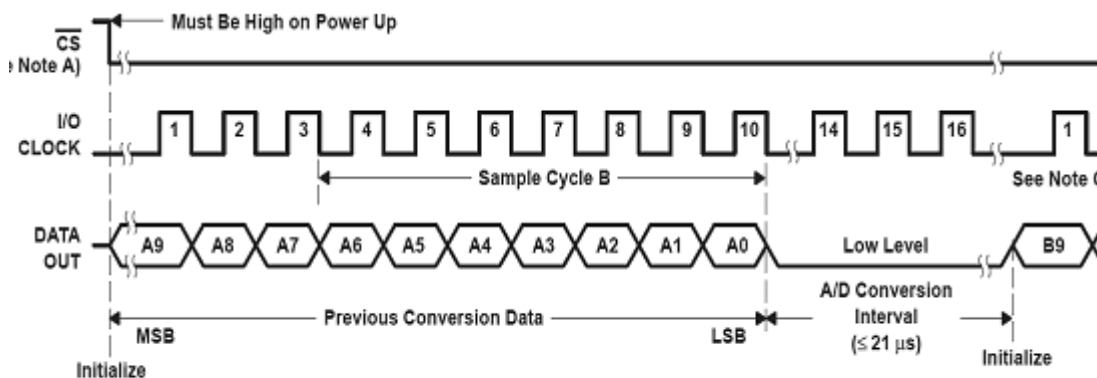 Must Be High on Power Up
CS
e Note A)
I/O
CLOCK
1 2 3 4 5 6 7 8 9 10 14 15 16 1
Sample Cycle B
See Note C
DATA
OUT
A9 A8 A7 A6 A5 A4 A3 A2 A1 A0 Low Level B9
A/D Conversion
Interval
(≤ 21 μs)
Previous Conversion Data
MSB LSB
Initialize Initialize